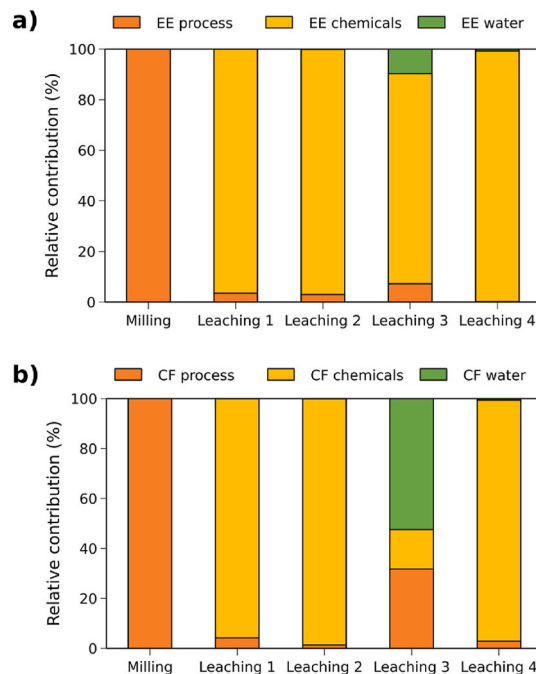 a)
EE process EE chemicals EE water
Relative contribution (%)
100
80
60
40
20
0
Milling Leaching 1 Leaching 2 Leaching 3 Leaching 4
b)
CF process CF chemicals CF water
Relative contribution (%)
100
80
60
40
20
0
Milling Leaching 1 Leaching 2 Leaching 3 Leaching 4